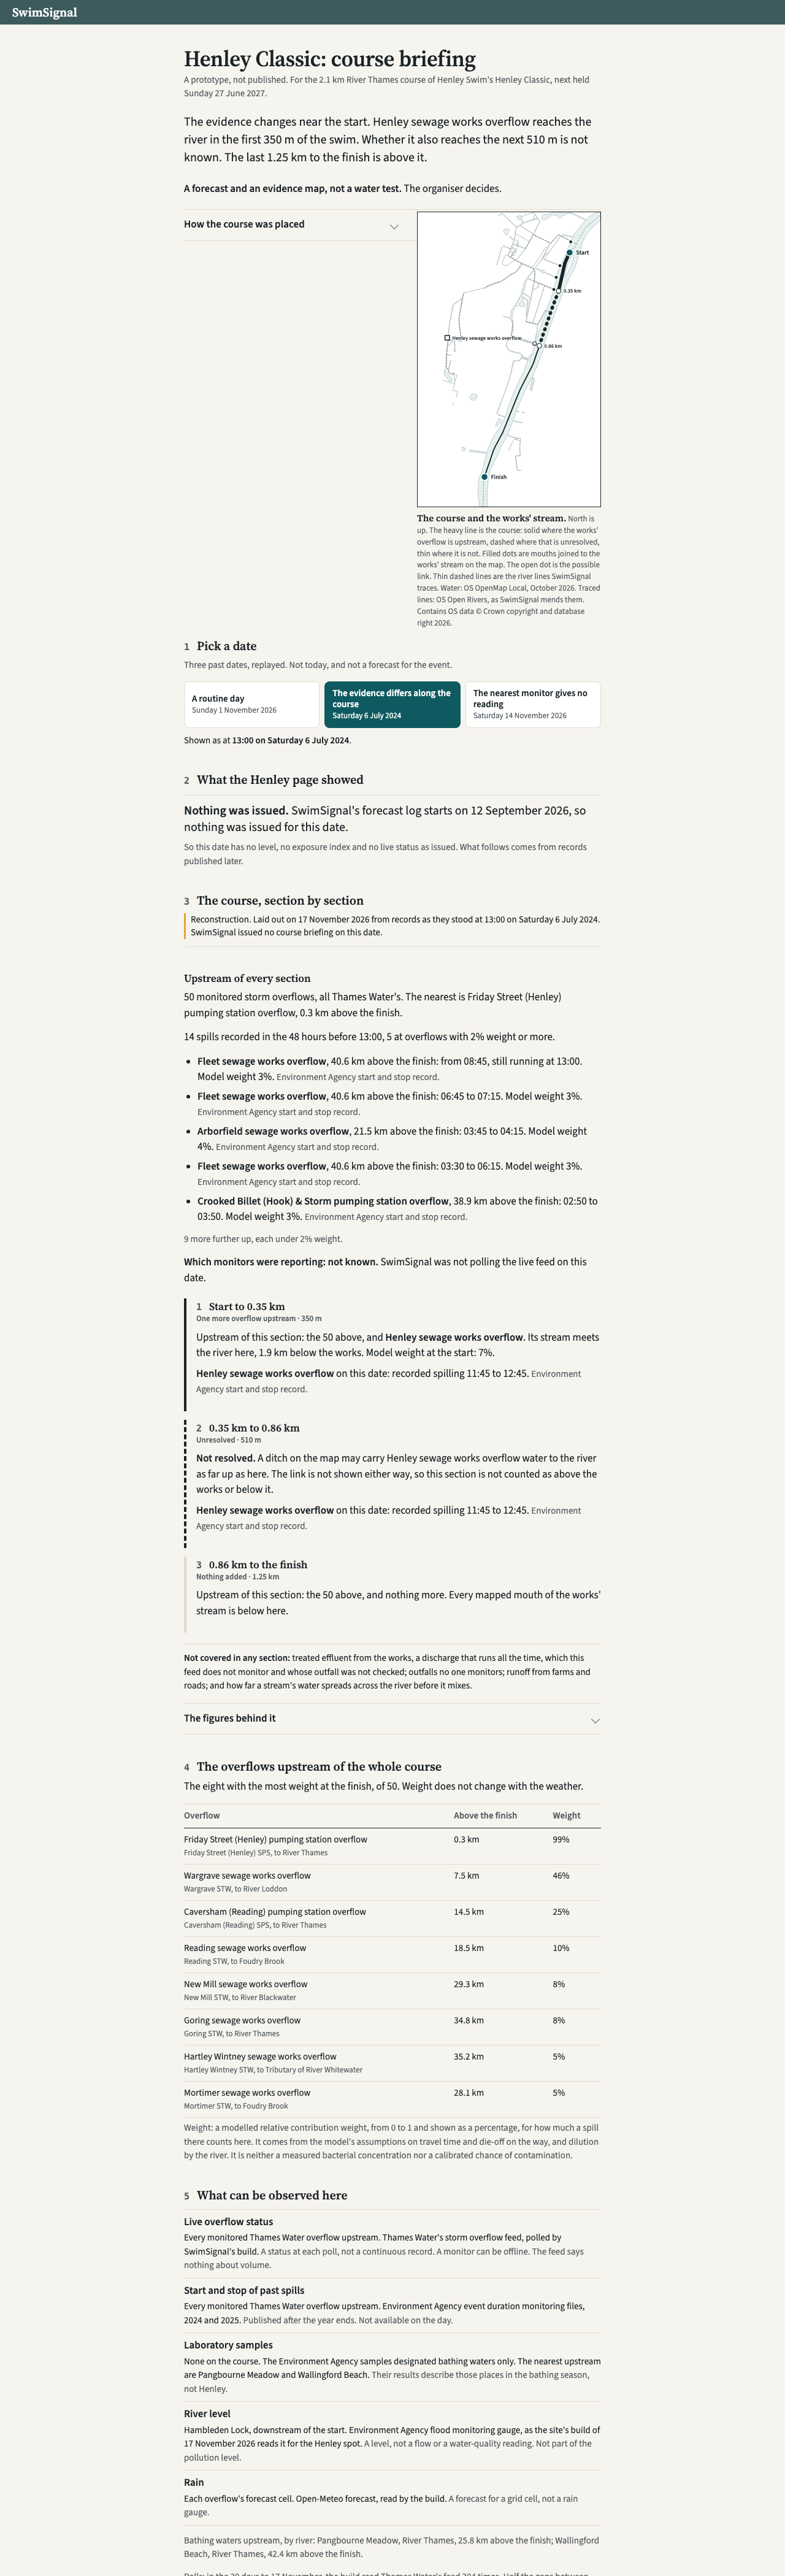 SwimSignal
Henley Classic: course briefing
A prototype, not published. For the 2.1 km River Thames course of Henley Swim's Henley Classic, next held
Sunday 27 June 2027.
The evidence changes near the start. Henley sewage works overflow reaches the
river in the first 350 m of the swim. Whether it also reaches the next 510 m is not
known. The last 1.25 km to the finish is above it.
A forecast and an evidence map, not a water test. The organiser decides.
How the course was placed
Start
0.35 km
Henley sewage works overflow
0.86 km
Finish
The course and the works' stream. North is
up. The heavy line is the course: solid where the works'
overflow is upstream, dashed where that is unresolved,
thin where it is not. Filled dots are mouths joined to the
works' stream on the map. The open dot is the possible
link. Thin dashed lines are the river lines SwimSignal
traces. Water: OS OpenMap Local, October 2026. Traced
lines: OS Open Rivers, as SwimSignal mends them.
Contains OS data © Crown copyright and database
right 2026.
1 Pick a date
Three past dates, replayed. Not today, and not a forecast for the event.
A routine day
Sunday 1 November 2026
The evidence differs along the
course
Saturday 6 July 2024
The nearest monitor gives no
reading
Saturday 14 November 2026
Shown as at 13:00 on Saturday 6 July 2024.
2 What the Henley page showed
Nothing was issued. SwimSignal's forecast log starts on 12 September 2026, so
nothing was issued for this date.
So this date has no level, no exposure index and no live status as issued. What follows comes from records
published later.
3 The course, section by section
Reconstruction. Laid out on 17 November 2026 from records as they stood at 13:00 on Saturday 6 July 2024.
SwimSignal issued no course briefing on this date.
Upstream of every section
50 monitored storm overflows, all Thames Water's. The nearest is Friday Street (Henley)
pumping station overflow, 0.3 km above the finish.
14 spills recorded in the 48 hours before 13:00, 5 at overflows with 2% weight or more.
• Fleet sewage works overflow, 40.6 km above the finish: from 08:45, still running at 13:00.
Model weight 3%. Environment Agency start and stop record.
• Fleet sewage works overflow, 40.6 km above the finish: 06:45 to 07:15. Model weight 3%.
Environment Agency start and stop record.
• Arborfield sewage works overflow, 21.5 km above the finish: 03:45 to 04:15. Model weight
4%. Environment Agency start and stop record.
• Fleet sewage works overflow, 40.6 km above the finish: 03:30 to 06:15. Model weight 3%.
Environment Agency start and stop record.
• Crooked Billet (Hook) & Storm pumping station overflow, 38.9 km above the finish: 02:50 to
03:50. Model weight 3%. Environment Agency start and stop record.
9 more further up, each under 2% weight.
Which monitors were reporting: not known. SwimSignal was not polling the live feed on this
date.
1 Start to 0.35 km
One more overflow upstream · 350 m
Upstream of this section: the 50 above, and Henley sewage works overflow. Its stream meets
the river here, 1.9 km below the works. Model weight at the start: 7%.
Henley sewage works overflow on this date: recorded spilling 11:45 to 12:45. Environment
Agency start and stop record.
2 0.35 km to 0.86 km
Unresolved · 510 m
Not resolved. A ditch on the map may carry Henley sewage works overflow water to the river
as far up as here. The link is not shown either way, so this section is not counted as above the
works or below it.
Henley sewage works overflow on this date: recorded spilling 11:45 to 12:45. Environment
Agency start and stop record.
3 0.86 km to the finish
Nothing added · 1.25 km
Upstream of this section: the 50 above, and nothing more. Every mapped mouth of the works'
stream is below here.
Not covered in any section: treated effluent from the works, a discharge that runs all the time, which this
feed does not monitor and whose outfall was not checked; outfalls no one monitors; runoff from farms and
roads; and how far a stream's water spreads across the river before it mixes.
The figures behind it
4 The overflows upstream of the whole course
The eight with the most weight at the finish, of 50. Weight does not change with the weather.
Overflow Above the finish Weight
Friday Street (Henley) pumping station overflow 0.3 km 99%
Friday Street (Henley) SPS, to River Thames
Wargrave sewage works overflow 7.5 km 46%
Wargrave STW, to River Loddon
Caversham (Reading) pumping station overflow 14.5 km 25%
Caversham (Reading) SPS, to River Thames
Reading sewage works overflow 18.5 km 10%
Reading STW, to Foudry Brook
New Mill sewage works overflow 29.3 km 8%
New Mill STW, to River Blackwater
Goring sewage works overflow 34.8 km 8%
Goring STW, to River Thames
Hartley Wintney sewage works overflow 35.2 km 5%
Hartley Wintney STW, to Tributary of River Whitewater
Mortimer sewage works overflow 28.1 km 5%
Mortimer STW, to Foudry Brook
Weight: a modelled relative contribution weight, from 0 to 1 and shown as a percentage, for how much a spill
there counts here. It comes from the model's assumptions on travel time and die-off on the way, and dilution
by the river. It is neither a measured bacterial concentration nor a calibrated chance of contamination.
5 What can be observed here
Live overflow status
Every monitored Thames Water overflow upstream. Thames Water's storm overflow feed, polled by
SwimSignal's build. A status at each poll, not a continuous record. A monitor can be offline. The feed says
nothing about volume.
Start and stop of past spills
Every monitored Thames Water overflow upstream. Environment Agency event duration monitoring files,
2024 and 2025. Published after the year ends. Not available on the day.
Laboratory samples
None on the course. The Environment Agency samples designated bathing waters only. The nearest upstream
are Pangbourne Meadow and Wallingford Beach. Their results describe those places in the bathing season,
not Henley.
River level
Hambleden Lock, downstream of the start. Environment Agency flood monitoring gauge, as the site's build of
17 November 2026 reads it for the Henley spot. A level, not a flow or a water-quality reading. Not part of the
pollution level.
Rain
Each overflow's forecast cell. Open-Meteo forecast, read by the build. A forecast for a grid cell, not a rain
gauge.
Bathing waters upstream, by river: Pangbourne Meadow, River Thames, 25.8 km above the finish; Wallingford
Beach, River Thames, 42.4 km above the finish.